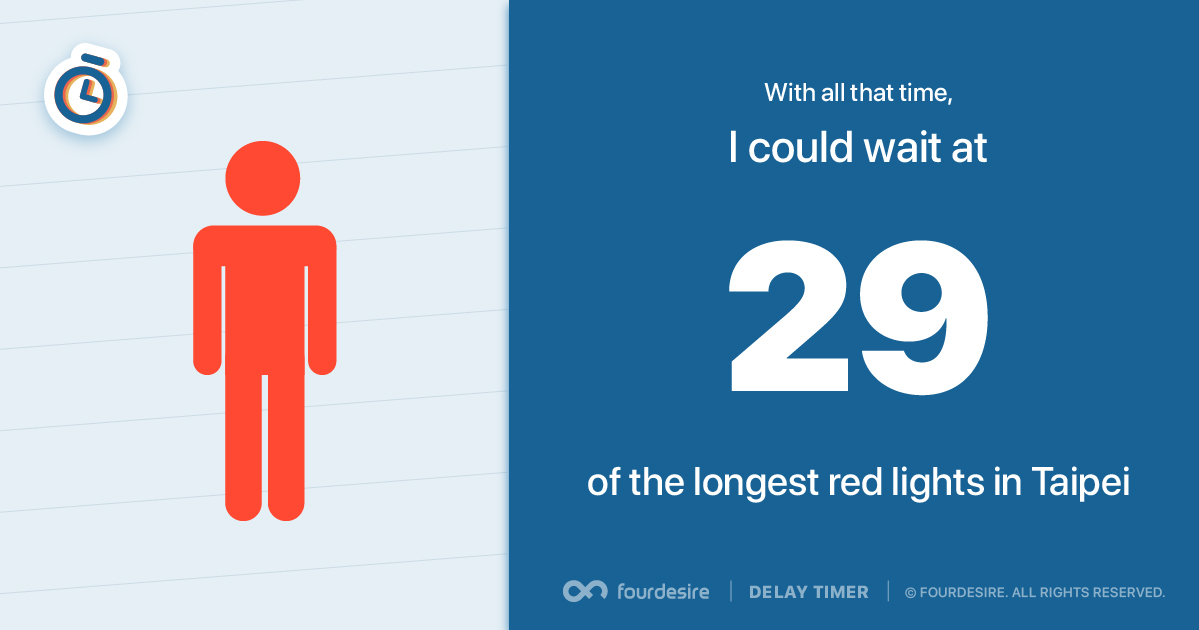 With all that time,
I could wait at
29
of the longest red lights in Taipei
fourdesire | DELAY TIMER | © FOURDESIRE. ALL RIGHTS RESERVED.